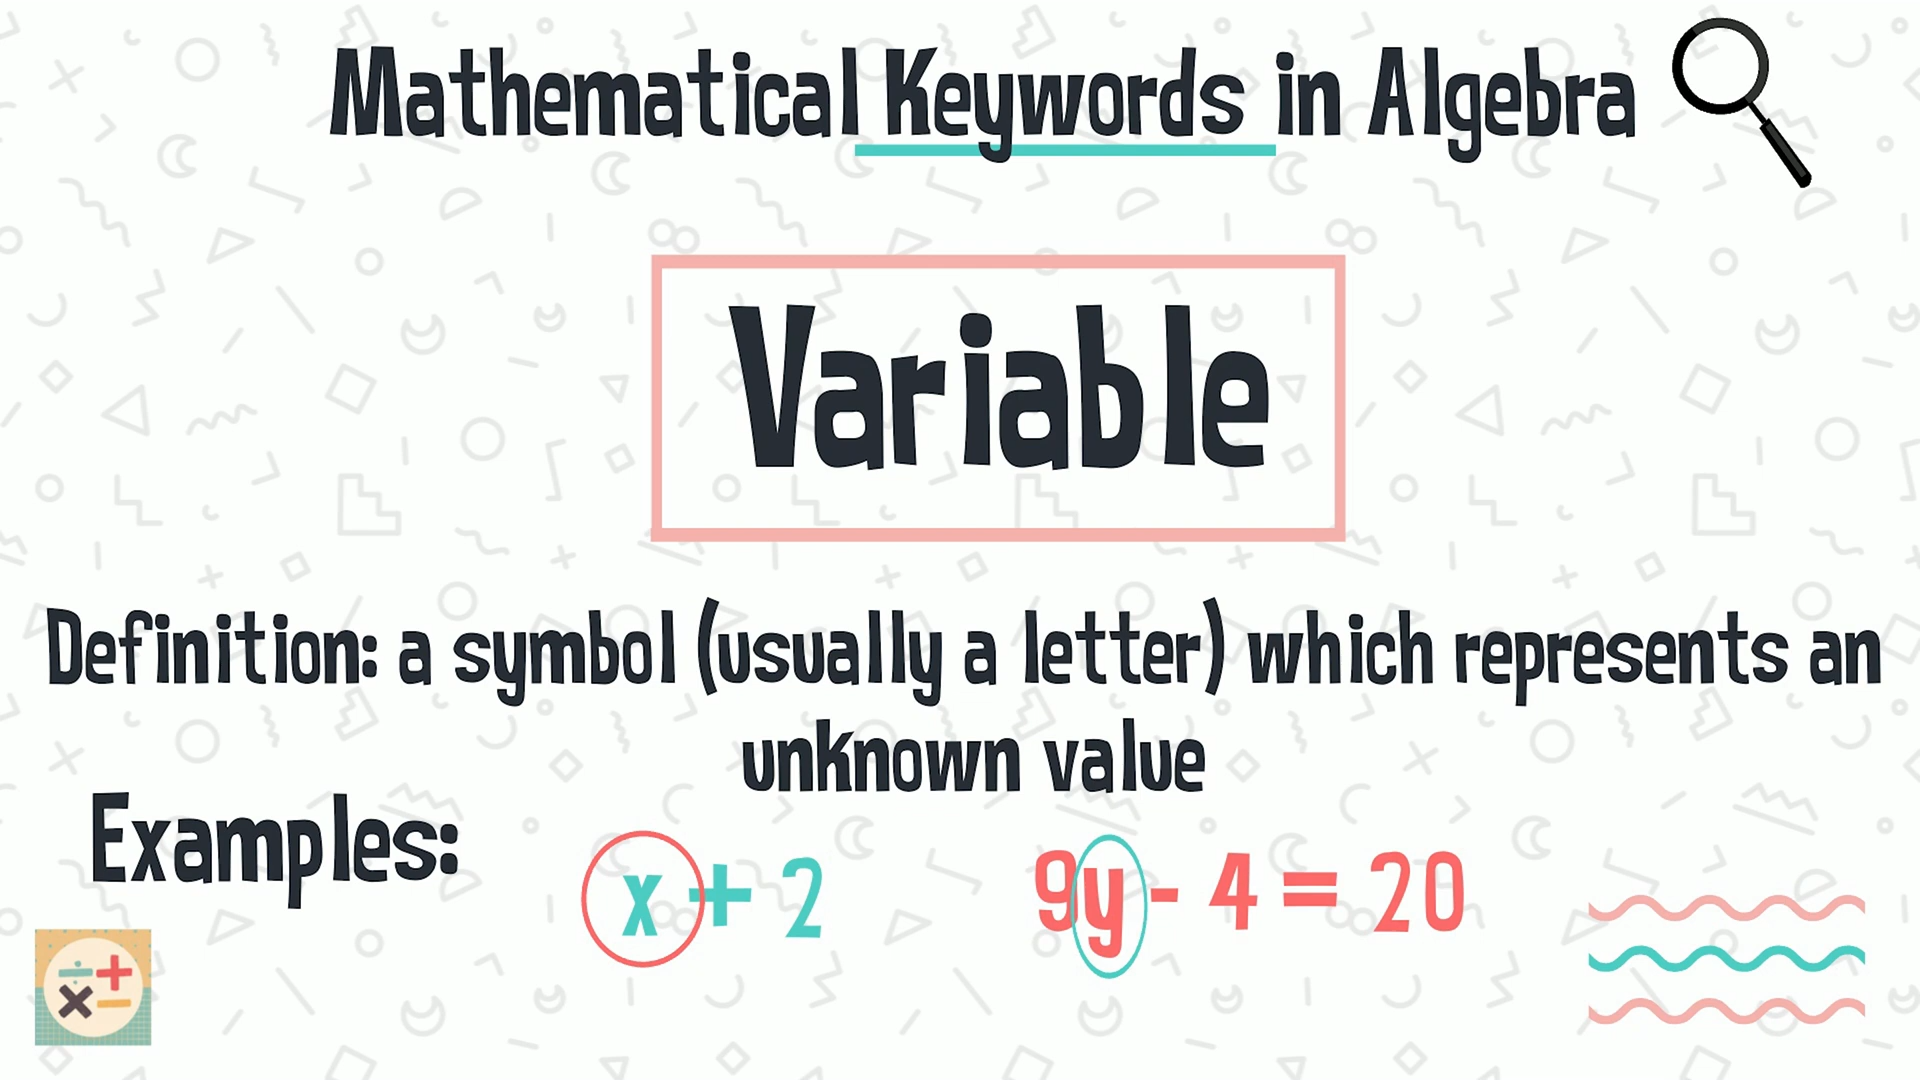 Mathematical Keywords in Algebra
Variable
Definition: a symbol (usually a letter) which represents an
unknown value
Examples:
x + 2
9y - 4 = 20